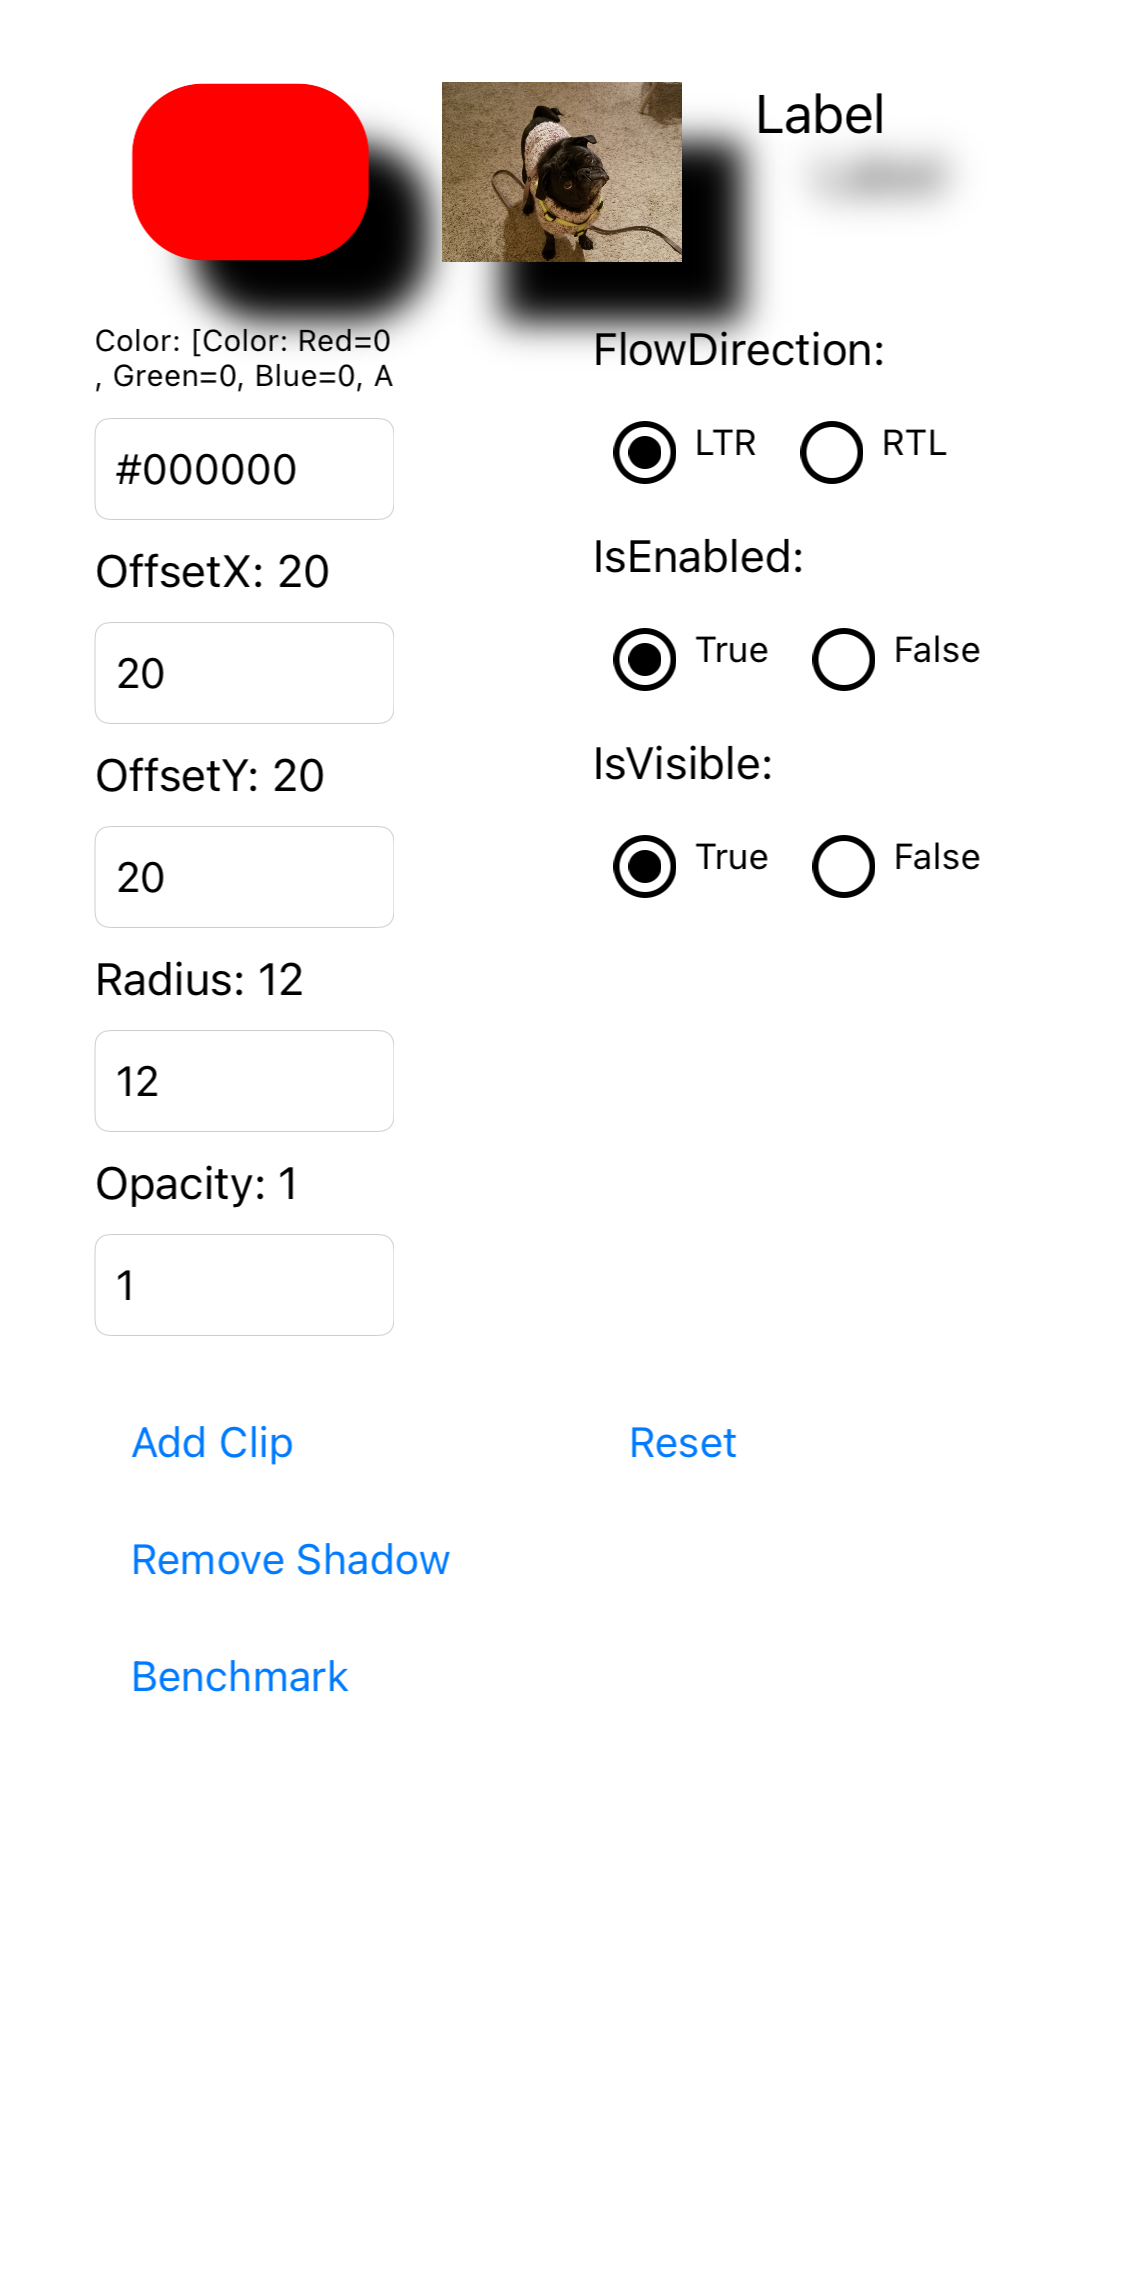 Label
Color: [Color: Red=0
, Green=0, Blue=0, A
#000000
OffsetX: 20
20
OffsetY: 20
20
Radius: 12
12
Opacity: 1
1
FlowDirection:
LTR RTL
IsEnabled:
True False
IsVisible:
True False
Add Clip Reset
Remove Shadow
Benchmark